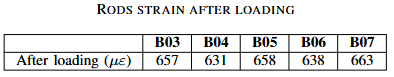 RODS STRAIN AFTER LOADING
B03 B04 B05 B06 B07
After loading (με) 657 631 658 638 663